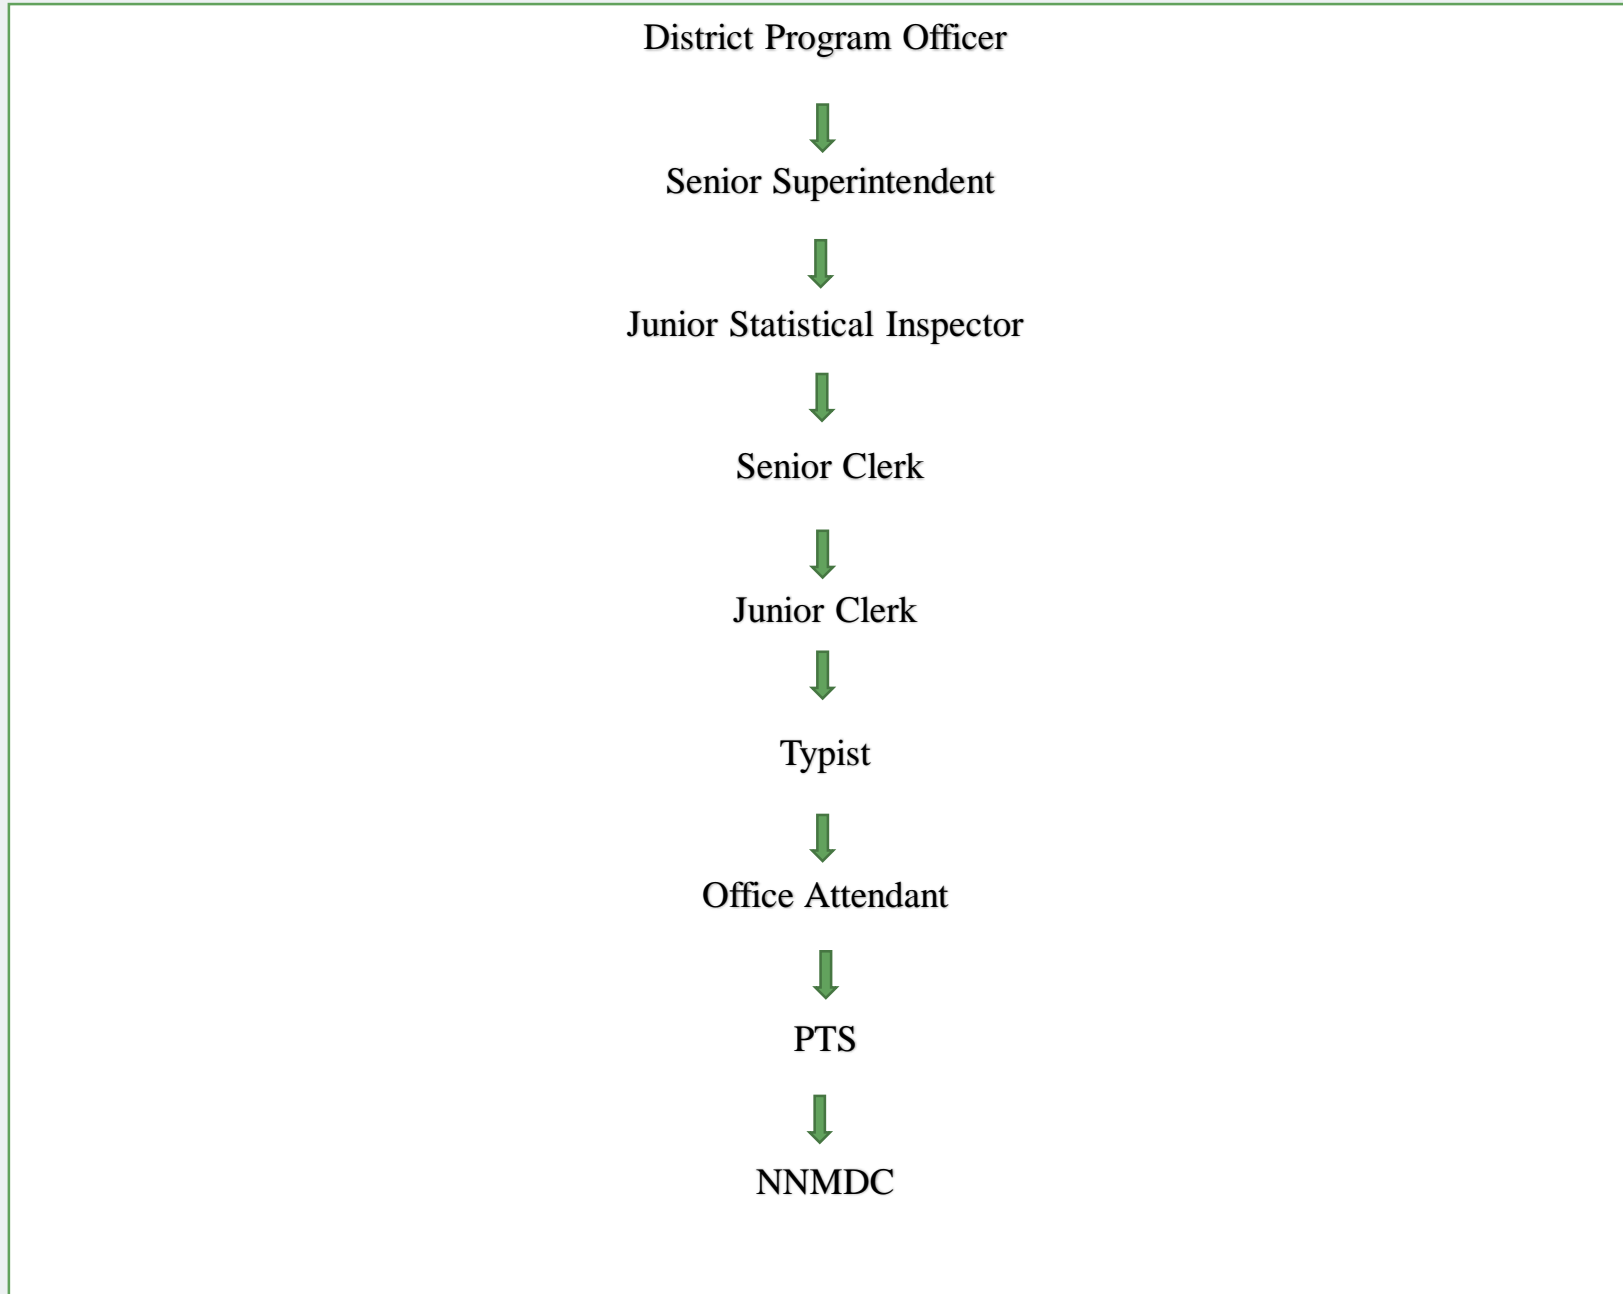 District Program Officer
Senior Superintendent
Junior Statistical Inspector
Senior Clerk
Junior Clerk
Typist
Office Attendant
PTS
NNMDC